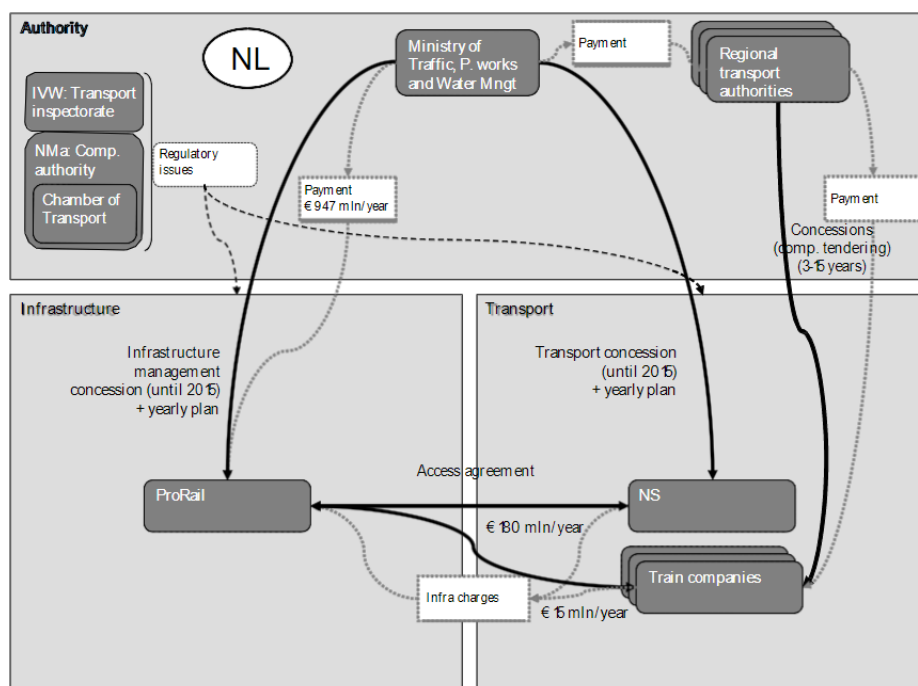 Authority
NL
Ministry of
Traffic, P. works
and Water Mngt
Payment
Regional
transport
authorities
IVW: Transport
inspectorate
NMa: Comp.
authority
Chamber of
Transport
Regulatory
issues
Payment
€ 947 mln/year
Payment
Concessions
(comp. tendering)
(3-15 years)
Infrastructure
Infrastructure
management
concession (until 2015)
+ yearly plan
ProRail
Transport
Transport concession
(until 2015)
+ yearly plan
Access agreement
NS
€ 180 mln/year
Train companies
Infra charges
€ 15 mln/year